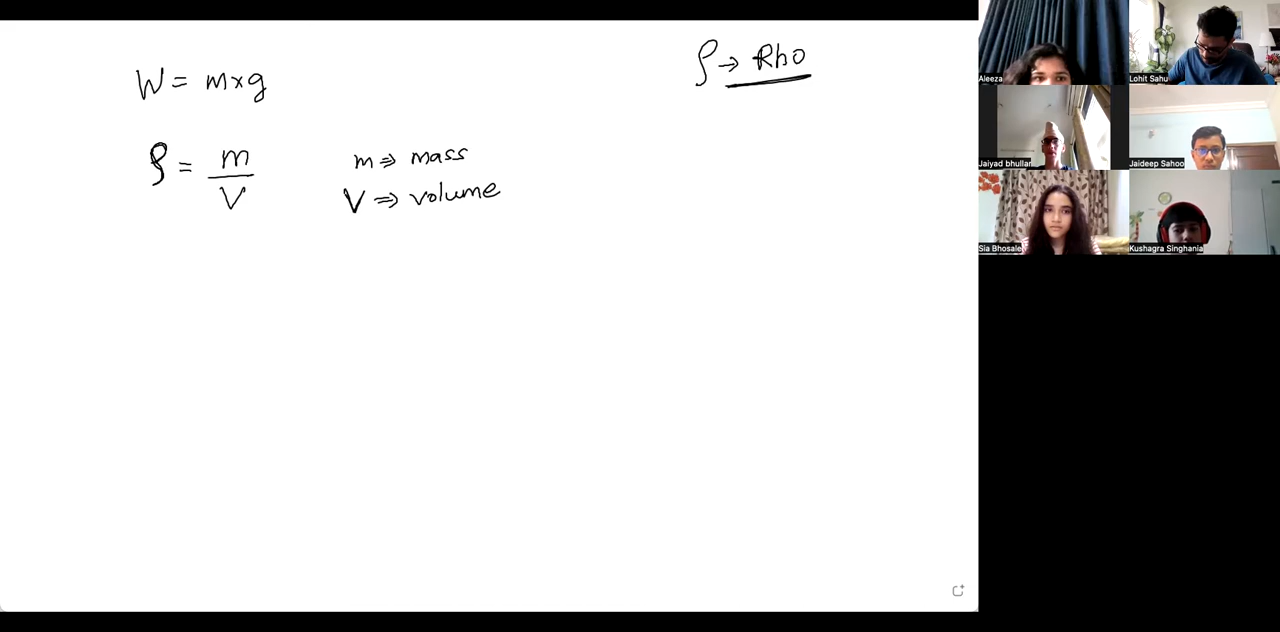 W = m×g
ρ → Rho
ρ = m/V
m ⇒ mass
V ⇒ volume
Aleeza
Lohit Sahu
Jaiyad bhullar
Jaideep Sahoo
Sia Bhosale
Kushagra Singhania